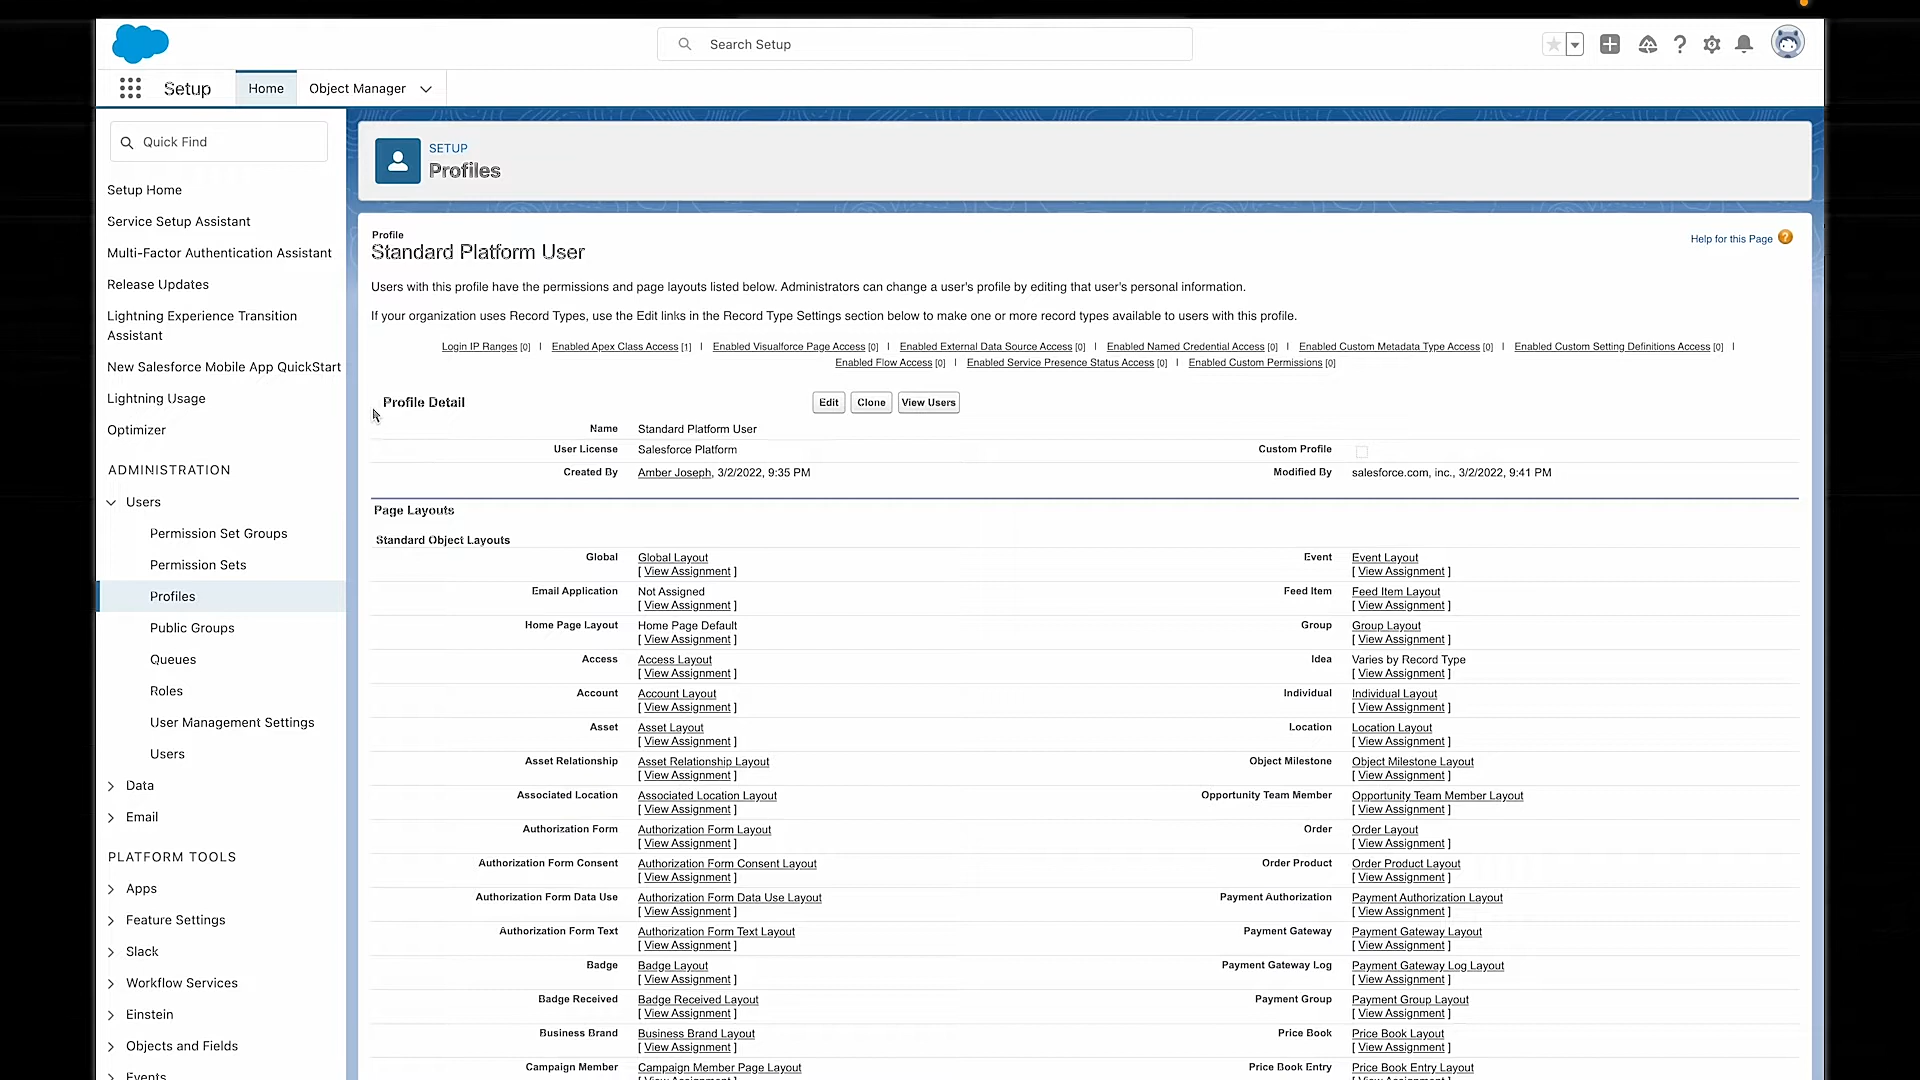 Search Setup
Setup
Home
Object Manager
Quick Find
Setup Home
Service Setup Assistant
Multi-Factor Authentication Assistant
Release Updates
Lightning Experience Transition
Assistant
New Salesforce Mobile App QuickStart
Lightning Usage
Optimizer
ADMINISTRATION
Users
Permission Set Groups
Permission Sets
Profiles
Public Groups
Queues
Roles
User Management Settings
Users
Data
Email
PLATFORM TOOLS
Apps
Feature Settings
Slack
Workflow Services
Einstein
Objects and Fields
Events
SETUP
Profiles
Profile
Standard Platform User
Help for this Page
Users with this profile have the permissions and page layouts listed below. Administrators can change a user's profile by editing that user's personal information.
If your organization uses Record Types, use the Edit links in the Record Type Settings section below to make one or more record types available to users with this profile.
Login IP Ranges [0] | Enabled Apex Class Access [1] | Enabled Visualforce Page Access [0] | Enabled External Data Source Access [0] | Enabled Named Credential Access [0] | Enabled Custom Metadata Type Access [0] | Enabled Custom Setting Definitions Access [0] |
Enabled Flow Access [0] | Enabled Service Presence Status Access [0] | Enabled Custom Permissions [0]
Profile Detail Edit Clone View Users
Name Standard Platform User
User License Salesforce Platform Custom Profile
Created By Amber Joseph, 3/2/2022, 9:35 PM Modified By salesforce.com, inc., 3/2/2022, 9:41 PM
Page Layouts
Standard Object Layouts
Global Global Layout Event Event Layout
[ View Assignment ] [ View Assignment ]
Email Application Not Assigned Feed Item Feed Item Layout
[ View Assignment ] [ View Assignment ]
Home Page Layout Home Page Default Group Group Layout
[ View Assignment ] [ View Assignment ]
Access Access Layout Idea Varies by Record Type
[ View Assignment ] [ View Assignment ]
Account Account Layout Individual Individual Layout
[ View Assignment ] [ View Assignment ]
Asset Asset Layout Location Location Layout
[ View Assignment ] [ View Assignment ]
Asset Relationship Asset Relationship Layout Object Milestone Object Milestone Layout
[ View Assignment ] [ View Assignment ]
Associated Location Associated Location Layout Opportunity Team Member Opportunity Team Member Layout
[ View Assignment ] [ View Assignment ]
Authorization Form Authorization Form Layout Order Order Layout
[ View Assignment ] [ View Assignment ]
Authorization Form Consent Authorization Form Consent Layout Order Product Order Product Layout
[ View Assignment ] [ View Assignment ]
Authorization Form Data Use Authorization Form Data Use Layout Payment Authorization Payment Authorization Layout
[ View Assignment ] [ View Assignment ]
Authorization Form Text Authorization Form Text Layout Payment Gateway Payment Gateway Layout
[ View Assignment ] [ View Assignment ]
Badge Badge Layout Payment Gateway Log Payment Gateway Log Layout
[ View Assignment ] [ View Assignment ]
Badge Received Badge Received Layout Payment Group Payment Group Layout
[ View Assignment ] [ View Assignment ]
Business Brand Business Brand Layout Price Book Price Book Layout
[ View Assignment ] [ View Assignment ]
Campaign Member Campaign Member Page Layout Price Book Entry Price Book Entry Layout
[ View Assignment ] [ View Assignment ]